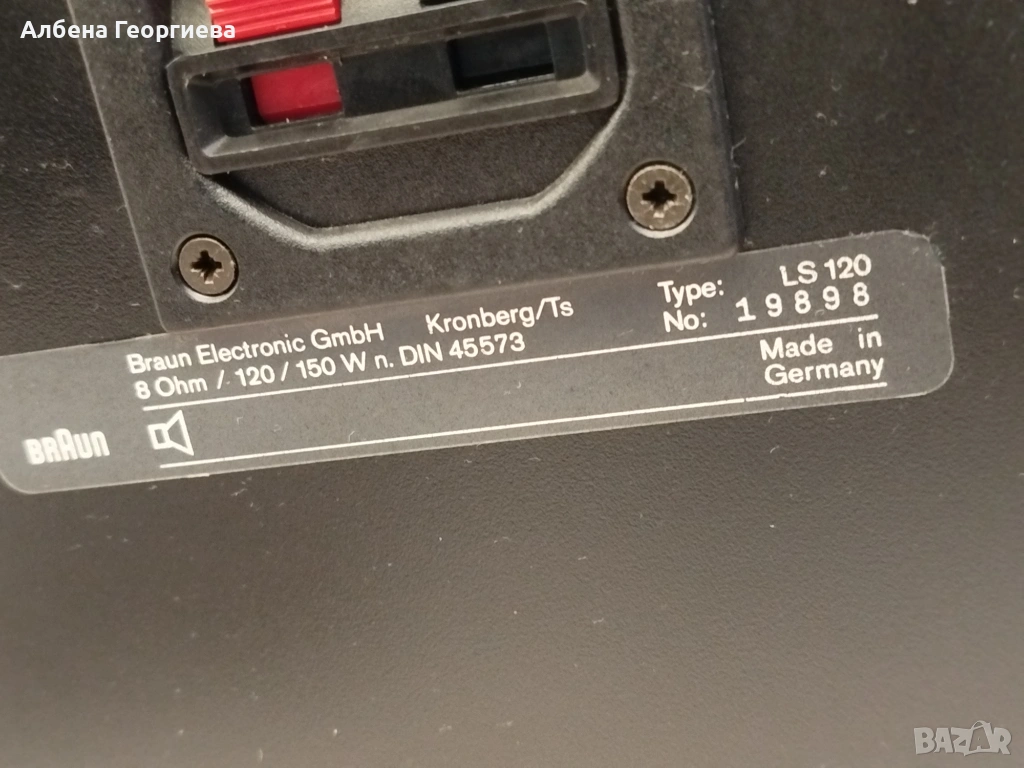 Албена Георгиева
Braun Electronic GmbH Kronberg/Ts
8 Ohm / 120 / 150 W n. DIN 45573
Type: LS 120
No: 19898
Made in
Germany
BRAUN
BAZAR